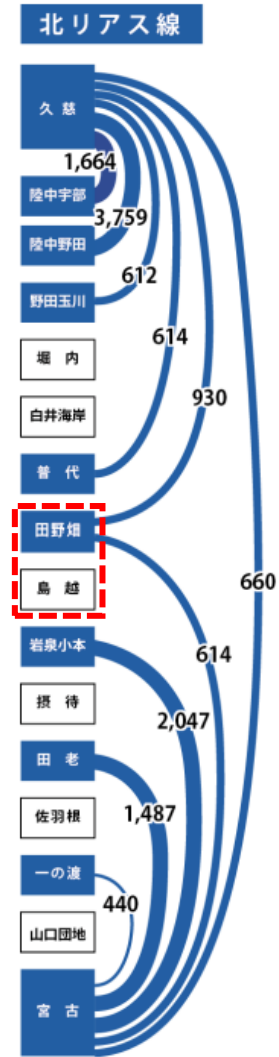 北リアス線
久慈
1,664
陸中宇部
3,759
陸中野田
612
野田玉川
614
堀内
930
白井海岸
普代
田野畑
660
島越
614
岩泉小本
2,047
摂待
田老
1,487
佐羽根
一の渡
440
山口団地
宮古